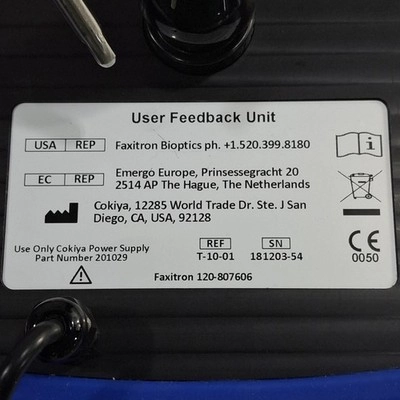 User Feedback Unit
USA REP Faxitron Bioptics ph. +1.520.399.8180
EC REP Emergo Europe, Prinsessegracht 20
2514 AP The Hague, The Netherlands
Cokiya, 12285 World Trade Dr. Ste. J San
Diego, CA, USA, 92128
Use Only Cokiya Power Supply
Part Number 201029
REF SN
T-10-01 181203-54
CE
0050
Faxitron 120-807606